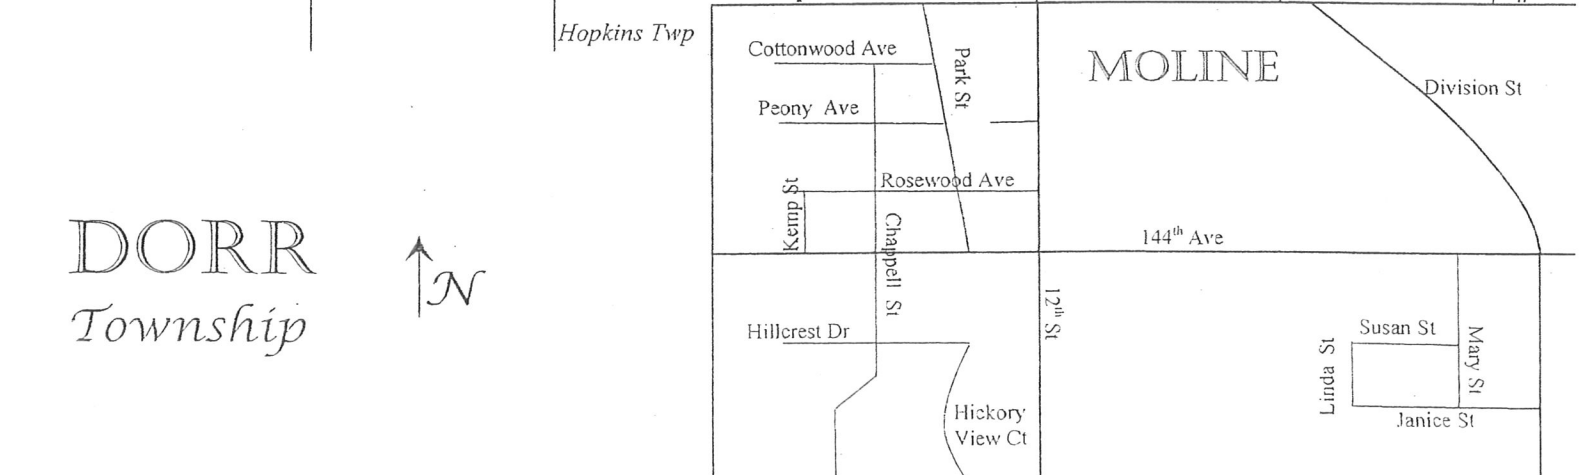 Hopkins Twp
Cottonwood Ave
Park St
MOLINE
Division St
Peony Ave
Rosewood Ave
Kemp St
Chappell St
144th Ave
DORR
Township
N
12th St
Hillcrest Dr
Susan St
Mary St
Linda St
Janice St
Hickory
View Ct